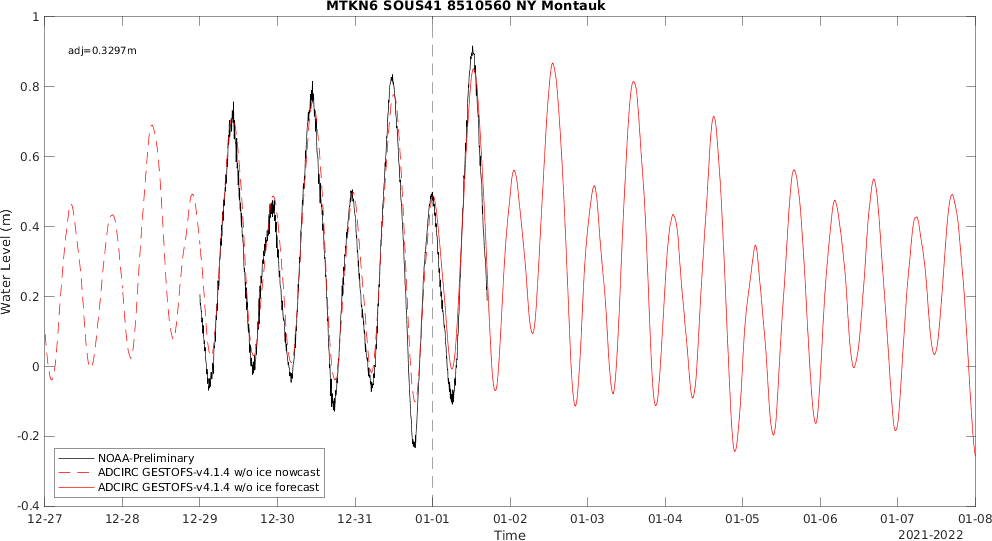 MTKN6 SOUS41 8510560 NY Montauk
adj=0.3297m
Water Level (m)
1
0.8
0.6
0.4
0.2
0
-0.2
-0.4
NOAA-Preliminary
ADCIRC GESTOFS-v4.1.4 w/o ice nowcast
ADCIRC GESTOFS-v4.1.4 w/o ice forecast
12-27 12-28 12-29 12-30 12-31 01-01 01-02 01-03 01-04 01-05 01-06 01-07 01-08
Time
2021-2022